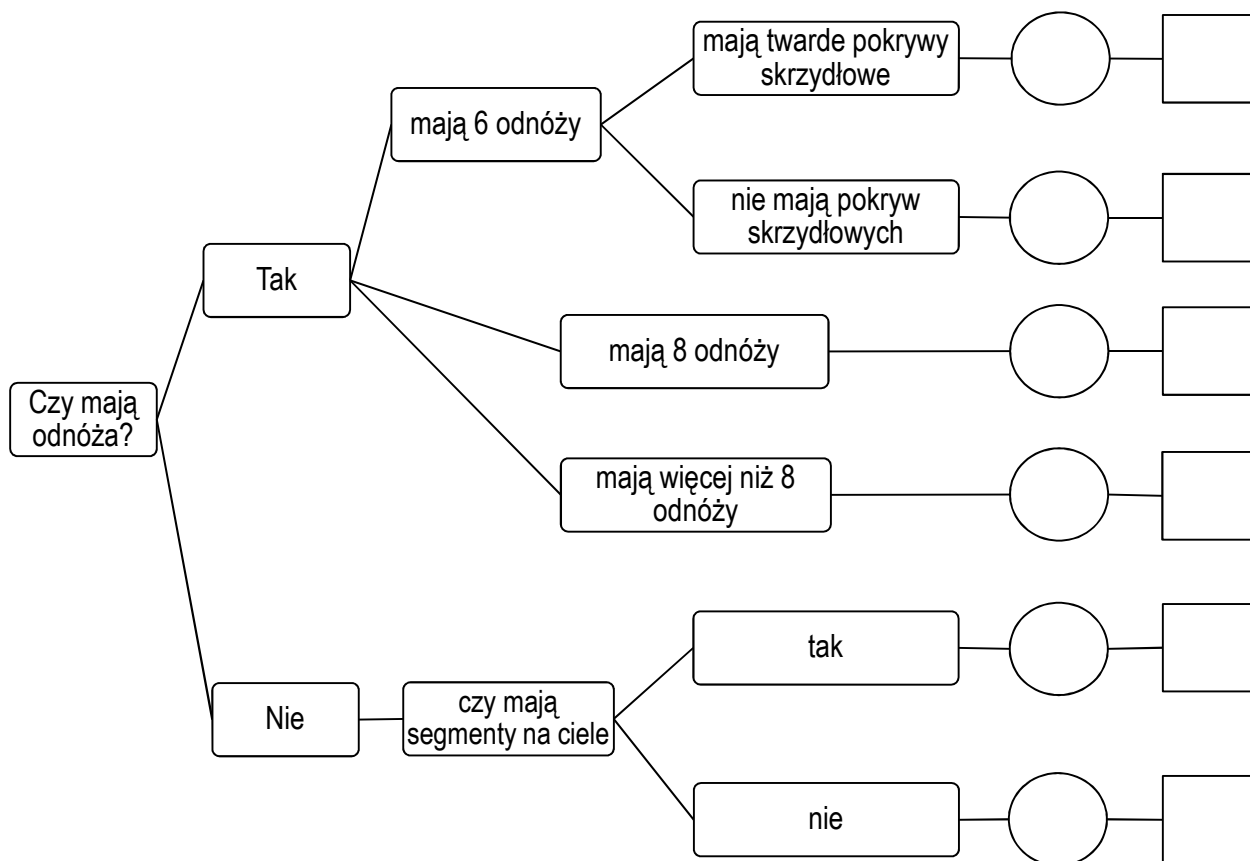 mają twarde pokrywy
skrzydłowe
mają 6 odnóży
nie mają pokryw
skrzydłowych
Tak
mają 8 odnóży
Czy mają
odnóża?
mają więcej niż 8
odnóży
tak
Nie
czy mają
segmenty na ciele
nie